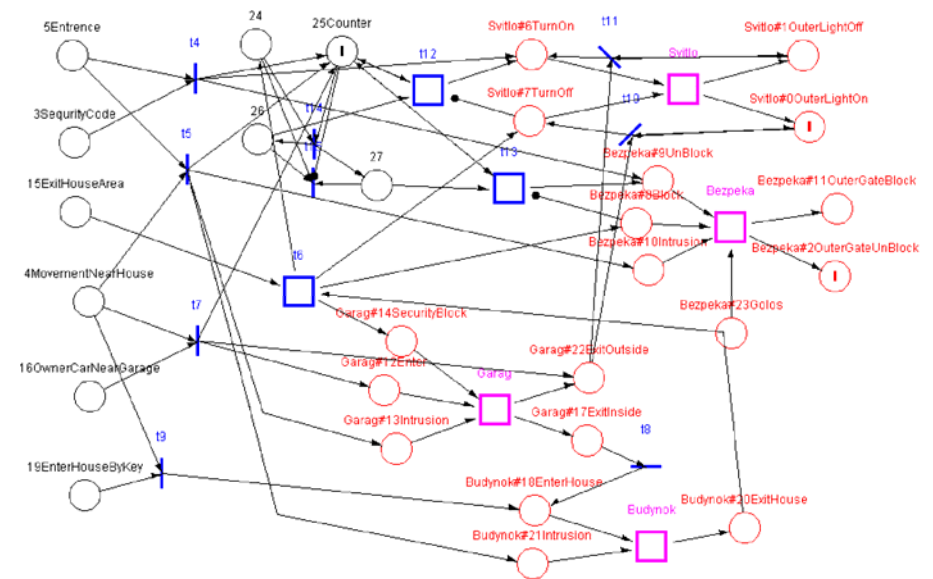 24
25Counter
t11
5Entrence
t4
Svitlo#6TurnOn
Svitlo
Svitlo#1OuterLightOff
t12
3SequrityCode
26
t14
Svitlo#7TurnOff
t10
Svitlo#0OuterLightOn
t5
27
t13
Bezpeka#9UnBlock
15ExitHouseArea
Bezpeka#8Block
Bezpeka
Bezpeka#11OuterGateBlock
Bezpeka#10Intrusion
Bezpeka#2OuterGateUnBlock
t6
4MovementNearHouse
t7
Garag#14SecurityBlock
Bezpeka#23Golos
16OwnerCarNearGarage
Garag#12Enter
Garag
Garag#22ExitOutside
Garag#13Intrusion
Garag#17ExitInside
t9
t8
19EnterHouseByKey
Budynok#18EnterHouse
Budynok
Budynok#20ExitHouse
Budynok#21Intrusion